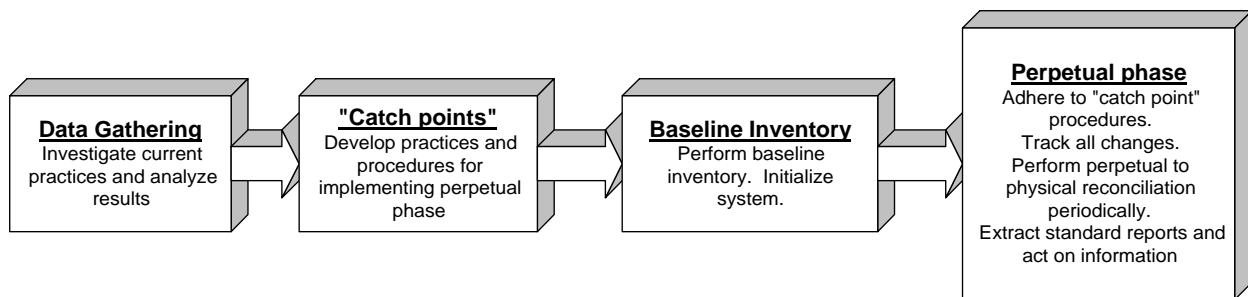 Data Gathering
Investigate current
practices and analyze
results
"Catch points"
Develop practices and
procedures for
implementing perpetual
phase
Baseline Inventory
Perform baseline
inventory.  Initialize
system.
Perpetual phase
Adhere to "catch point"
procedures.
Track all changes.
Perform perpetual to
physical reconciliation
periodically.
Extract standard reports and
act on information